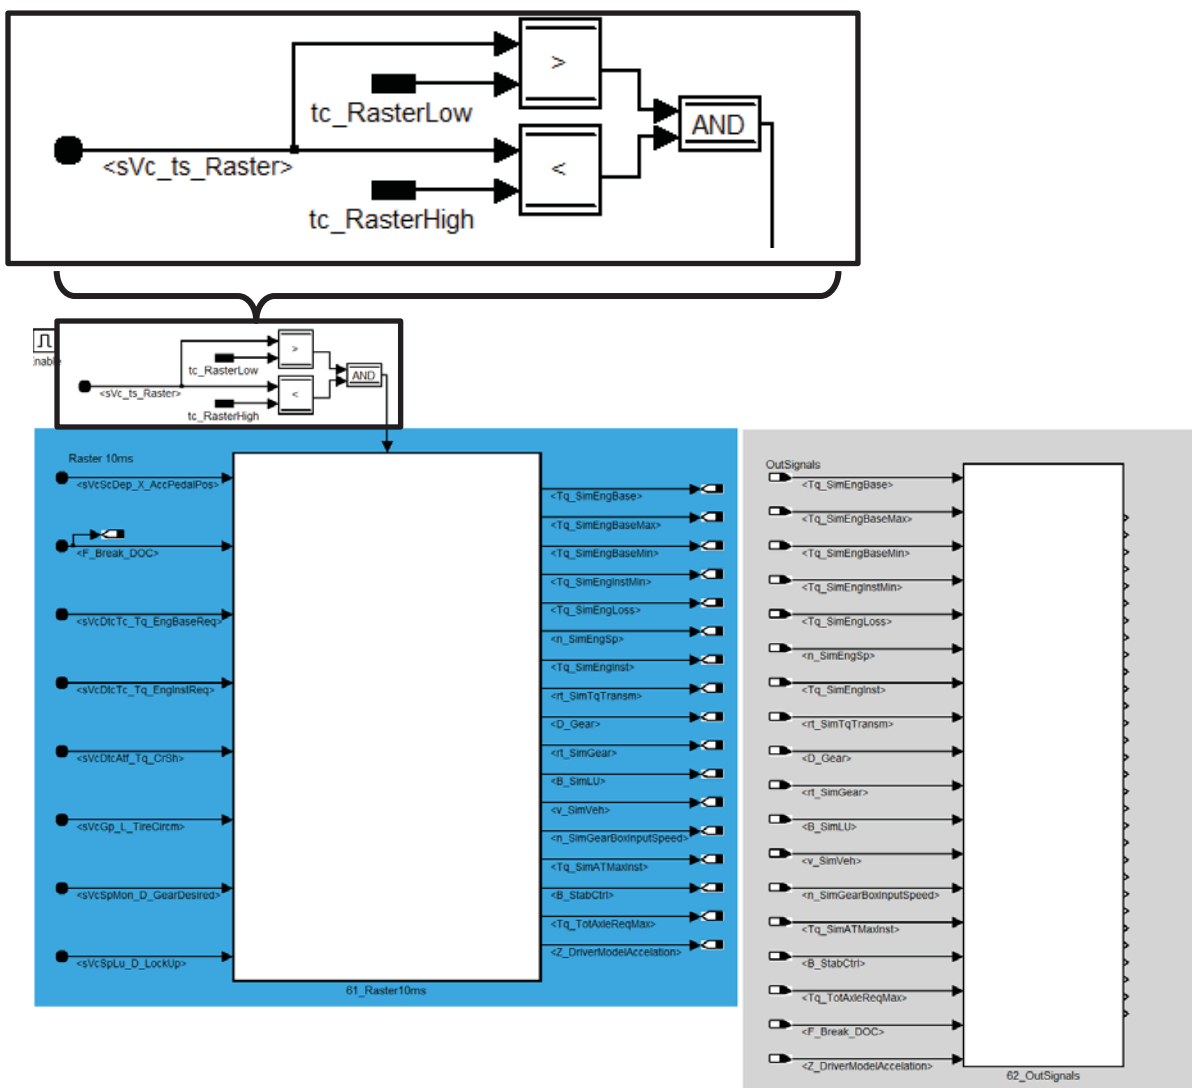 >
tc_RasterLow
AND
<sVc_ts_Raster>
<
tc_RasterHigh
>
tc_RasterLow
AND
<sVc_ts_Raster>
<
tc_RasterHigh
Raster 10ms
<sVcScDep_X_AccPedalPos>
<F_Break_DOC>
<sVcDtcTc_Tq_EngBaseReq>
<sVcDtcTc_Tq_EngInstReq>
<sVcDtcAtf_Tq_CrSh>
<sVcGp_L_TireCircm>
<sVcSpMon_D_GearDesired>
<sVcSpLu_D_LockUp>
<Tq_SimEngBase>
<Tq_SimEngBaseMax>
<Tq_SimEngBaseMin>
<Tq_SimEngInstMin>
<Tq_SimEngLoss>
<n_SimEngSp>
<Tq_SimEngInst>
<rt_SimTqTransm>
<D_Gear>
<rt_SimGear>
<B_SimLU>
<v_SimVeh>
<n_SimGearBoxInputSpeed>
<Tq_SimATMaxInst>
<B_StabCtrl>
<Tq_TotAxleReqMax>
<Z_DriverModelAccelation>
61_Raster10ms
OutSignals
<Tq_SimEngBase>
<Tq_SimEngBaseMax>
<Tq_SimEngBaseMin>
<Tq_SimEngInstMin>
<Tq_SimEngLoss>
<n_SimEngSp>
<Tq_SimEngInst>
<rt_SimTqTransm>
<D_Gear>
<rt_SimGear>
<B_SimLU>
<v_SimVeh>
<n_SimGearBoxInputSpeed>
<Tq_SimATMaxInst>
<B_StabCtrl>
<Tq_TotAxleReqMax>
<F_Break_DOC>
<Z_DriverModelAccelation>
62_OutSignals